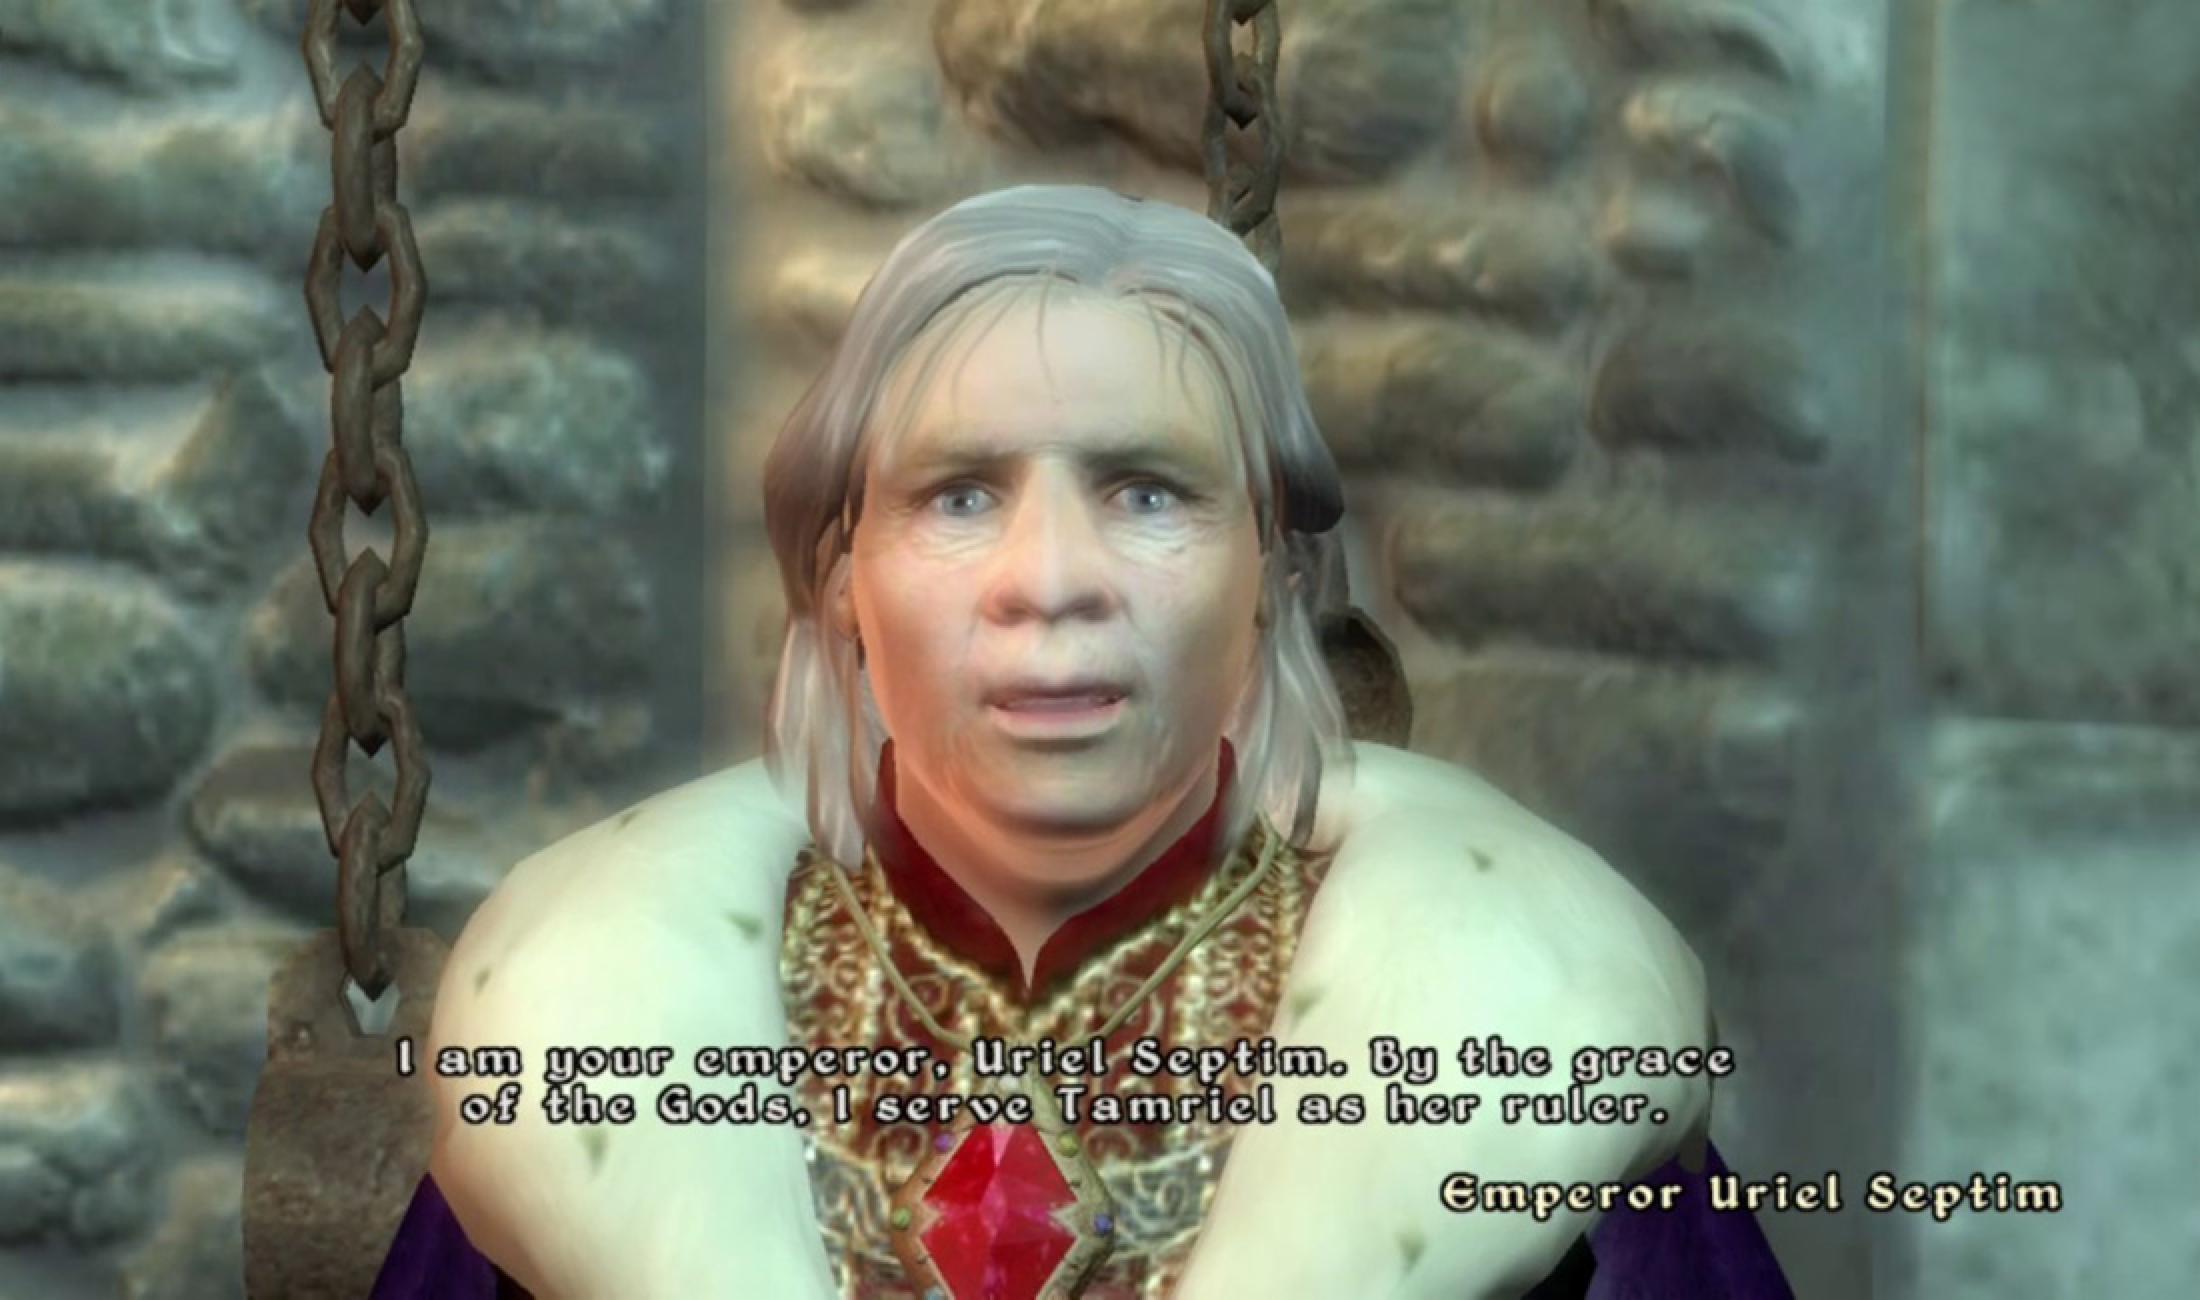 I am your emperor, Uriel Septim. By the grace
of the Gods, I serve Tamriel as her ruler.
Emperor Uriel Septim